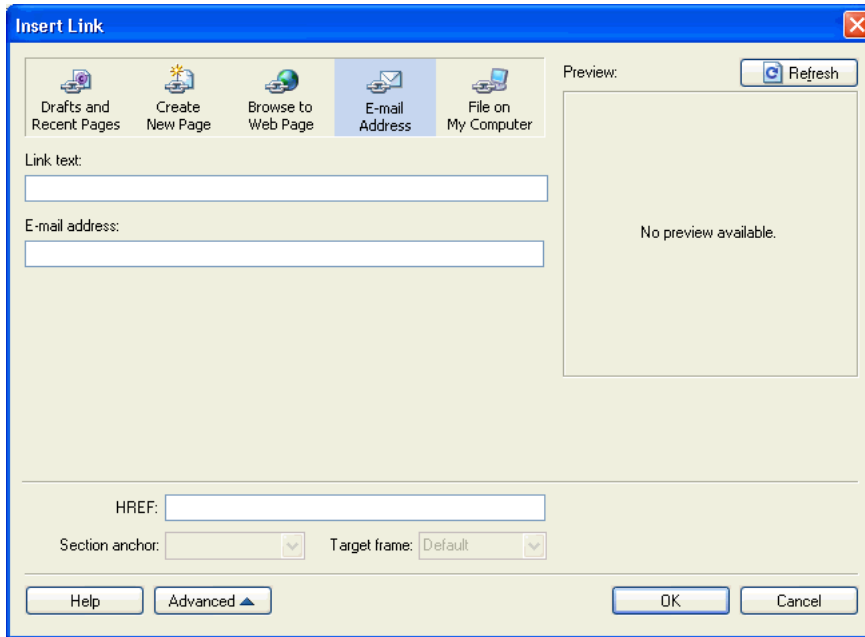 Insert Link
Drafts and
Recent Pages
Create
New Page
Browse to
Web Page
E-mail
Address
File on
My Computer
Preview:
Refresh
Link text:
E-mail address:
No preview available.
HREF:
Section anchor:
Target frame: Default
Help
Advanced
OK
Cancel